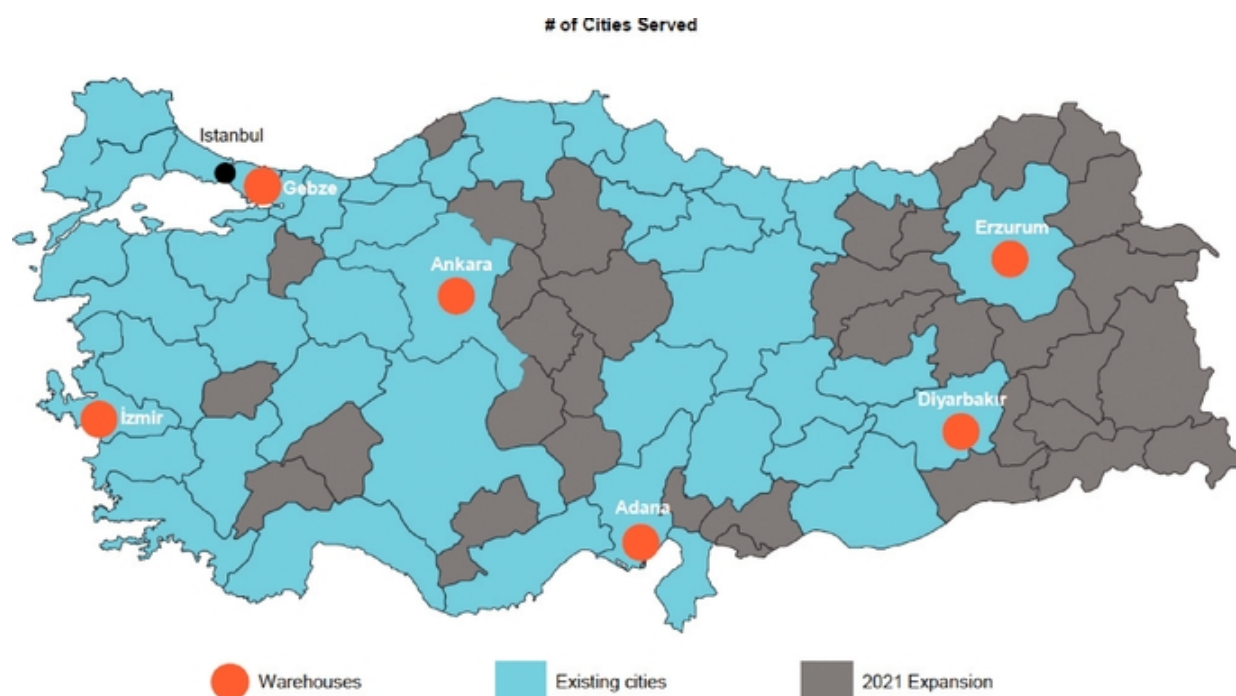 # of Cities Served
Istanbul
Gebze
Erzurum
Ankara
Diyarbakır
İzmir
Adana
Warehouses
Existing cities
2021 Expansion